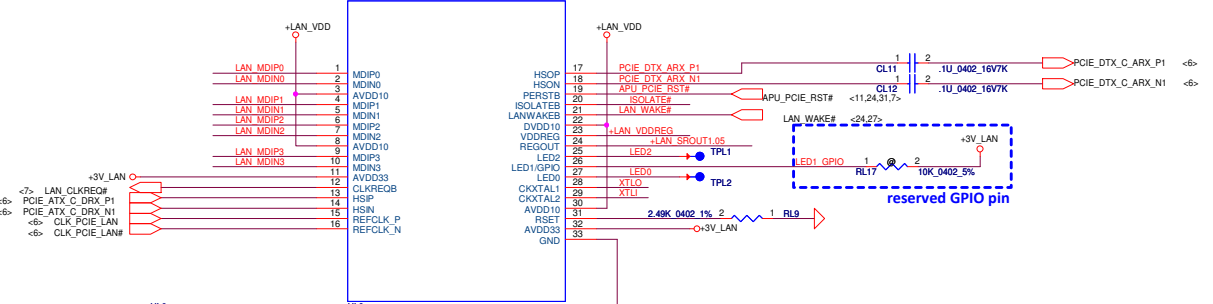 +LAN_VDD
+LAN_VDD
LAN_MDIP0 1 MDIP0
LAN_MDIN0 2 MDIN0
3 AVDD10
LAN_MDIP1 4 MDIP1
LAN_MDIN1 5 MDIN1
LAN_MDIP2 6 MDIP2
LAN_MDIN2 7 MDIN2
8 AVDD10
LAN_MDIP3 9 MDIP3
LAN_MDIN3 10 MDIN3
+3V_LAN 11 AVDD33
<7> LAN_CLKREQ# 12 CLKREQB
<6> PCIE_ATX_C_DRX_P1 13 HSIP
<6> PCIE_ATX_C_DRX_N1 14 HSIN
<6> CLK_PCIE_LAN 15 REFCLK_P
<6> CLK_PCIE_LAN# 16 REFCLK_N
HSOP 17 PCIE_DTX_ARX_P1 1 CL11 2 .1U_0402_16V7K PCIE_DTX_C_ARX_P1 <6>
HSON 18 PCIE_DTX_ARX_N1 1 CL12 2 .1U_0402_16V7K PCIE_DTX_C_ARX_N1 <6>
PERSTB 19 APU_PCIE_RST# APU_PCIE_RST# <11,24,31,7>
ISOLATEB 20 ISOLATE#
LANWAKEB 21 LAN_WAKE# LAN_WAKE# <24,27>
DVDD10 22
VDDREG 23 +LAN_VDDREG
REGOUT 24 +LAN_SROUT1.05
LED2 25 LED2 TPL1
LED1/GPIO 26 LED1_GPIO 1 RL17 @ 2 10K_0402_5% +3V_LAN
LED0 27 LED0 TPL2
CKXTAL1 28 XTLO
CKXTAL2 29 XTLI
AVDD10 30
RSET 31 2.49K_0402_1% 2 1 RL9
AVDD33 32 +3V_LAN
GND 33
reserved GPIO pin